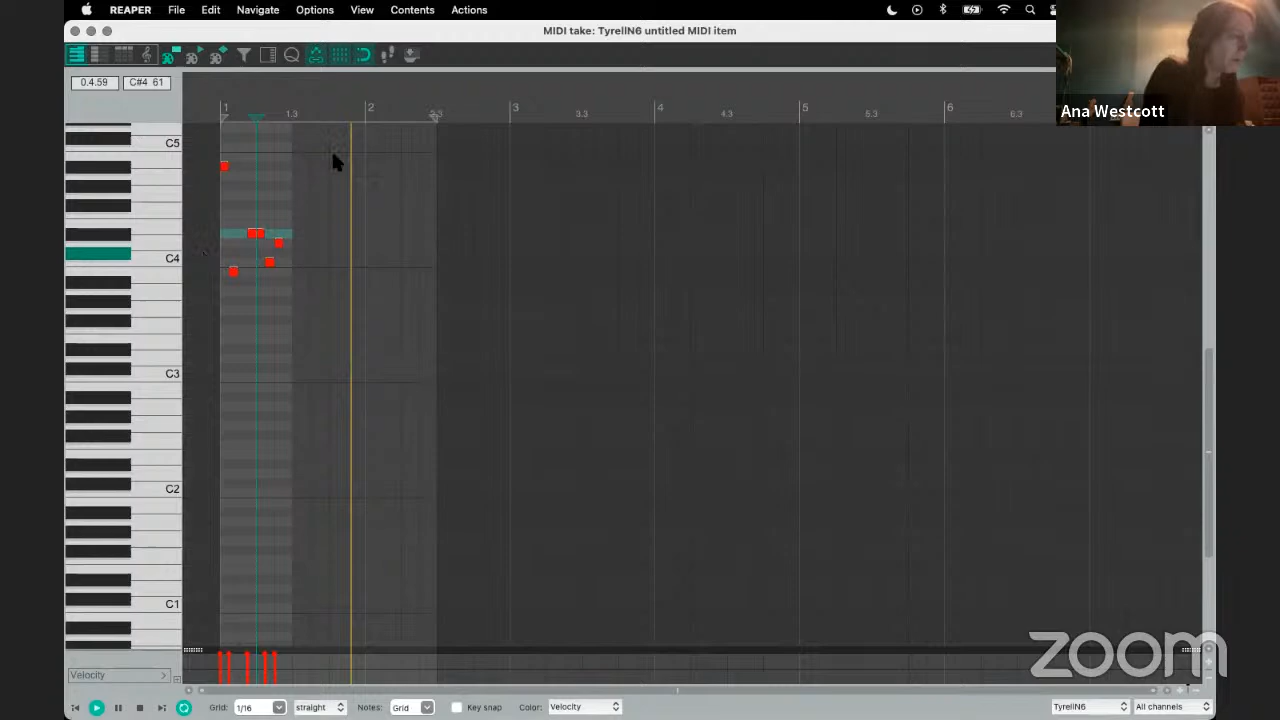 REAPER File Edit Navigate Options View Contents Actions
MIDI take: TyrellN6 untitled MIDI item
0.4.59 C#4 61
1 1.3 2 2.3 3 3.3 4 4.3 5 5.3 6 6.3
C5
C4
C3
C2
C1
Velocity
Grid: 1/16 straight Notes: Grid Key snap Color: Velocity TyrellN6 All channels
Ana Westcott
zoom